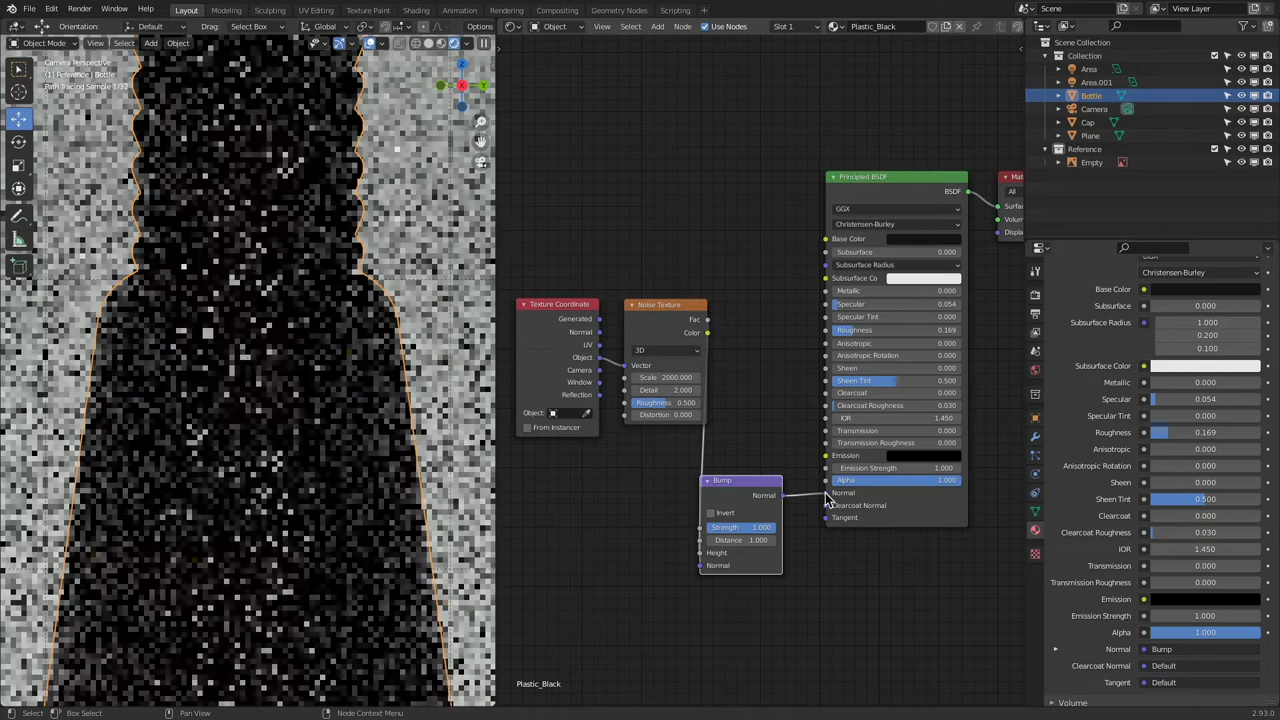 File Edit Render Window Help Layout Modeling Sculpting UV Editing Texture Paint Shading Animation Rendering Compositing Geometry Nodes Scripting Scene View Layer
Orientation: Default Drag: Select Box Global Options
Object View Select Add Node Use Nodes Slot 1 Plastic_Black
Object Mode View Select Add Object
Camera Perspective
(1) Reference | Bottle
Path Tracing Sample 1/32
Z
Y
X
Texture Coordinate
Generated
Normal
UV
Object
Camera
Window
Reflection
Object:
From Instancer
Noise Texture
Fac
Color
3D
Vector
Scale 2000.000
Detail 2.000
Roughness 0.500
Distortion 0.000
Bump
Normal
Invert
Strength 1.000
Distance 1.000
Height
Normal
Principled BSDF
BSDF
GGX
Christensen-Burley
Base Color
Subsurface 0.000
Subsurface Radius
Subsurface Co
Metallic 0.000
Specular 0.054
Specular Tint 0.000
Roughness 0.169
Anisotropic 0.000
Anisotropic Rotation 0.000
Sheen 0.000
Sheen Tint 0.500
Clearcoat 0.000
Clearcoat Roughness 0.030
IOR 1.450
Transmission 0.000
Transmission Roughness 0.000
Emission
Emission Strength 1.000
Alpha 1.000
Normal
Clearcoat Normal
Tangent
Mat
All
Surfac
Volum
Displa
Plastic_Black
Scene Collection
Collection
Area
Area.001
Bottle
Camera
Cap
Plane
Reference
Empty
GGX
Christensen-Burley
Base Color
Subsurface 0.000
Subsurface Radius 1.000
0.200
0.100
Subsurface Color
Metallic 0.000
Specular 0.054
Specular Tint 0.000
Roughness 0.169
Anisotropic 0.000
Anisotropic Rotation 0.000
Sheen 0.000
Sheen Tint 0.500
Clearcoat 0.000
Clearcoat Roughness 0.030
IOR 1.450
Transmission 0.000
Transmission Roughness 0.000
Emission
Emission Strength 1.000
Alpha 1.000
Normal Bump
Clearcoat Normal Default
Tangent Default
Volume
Select Box Select Pan View Node Context Menu 2.93.0